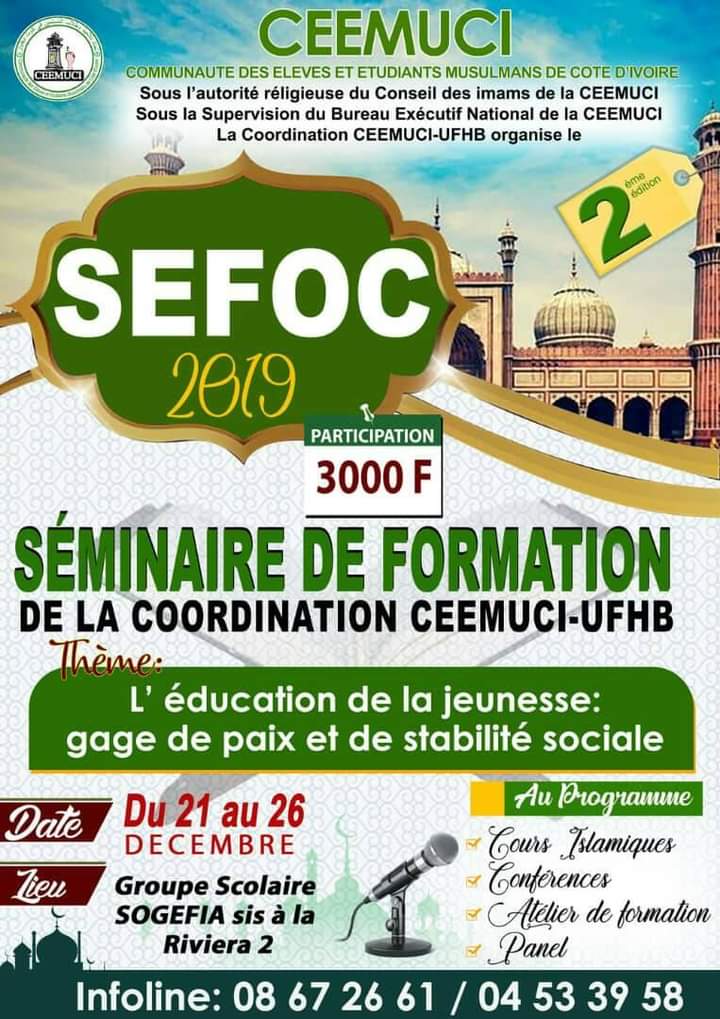 CEEMUCI
CEEMUCI
COMMUNAUTE DES ELEVES ET ETUDIANTS MUSULMANS DE COTE D'IVOIRE
Sous l'autorité réligieuse du Conseil des imams de la CEEMUCI
Sous la Supervision du Bureau Exécutif National de la CEEMUCI
La Coordination CEEMUCI-UFHB organise le
2ème
édition
SEFOC
2019
PARTICIPATION
3000 F
SÉMINAIRE DE FORMATION
DE LA COORDINATION CEEMUCI-UFHB
Thème:
L' éducation de la jeunesse:
gage de paix et de stabilité sociale
Date
Du 21 au 26
DECEMBRE
Lieu
Groupe Scolaire
SOGEFIA sis à la
Riviera 2
Au Programme
Cours Islamiques
Conférences
Atélier de formation
Panel
Infoline: 08 67 26 61 / 04 53 39 58